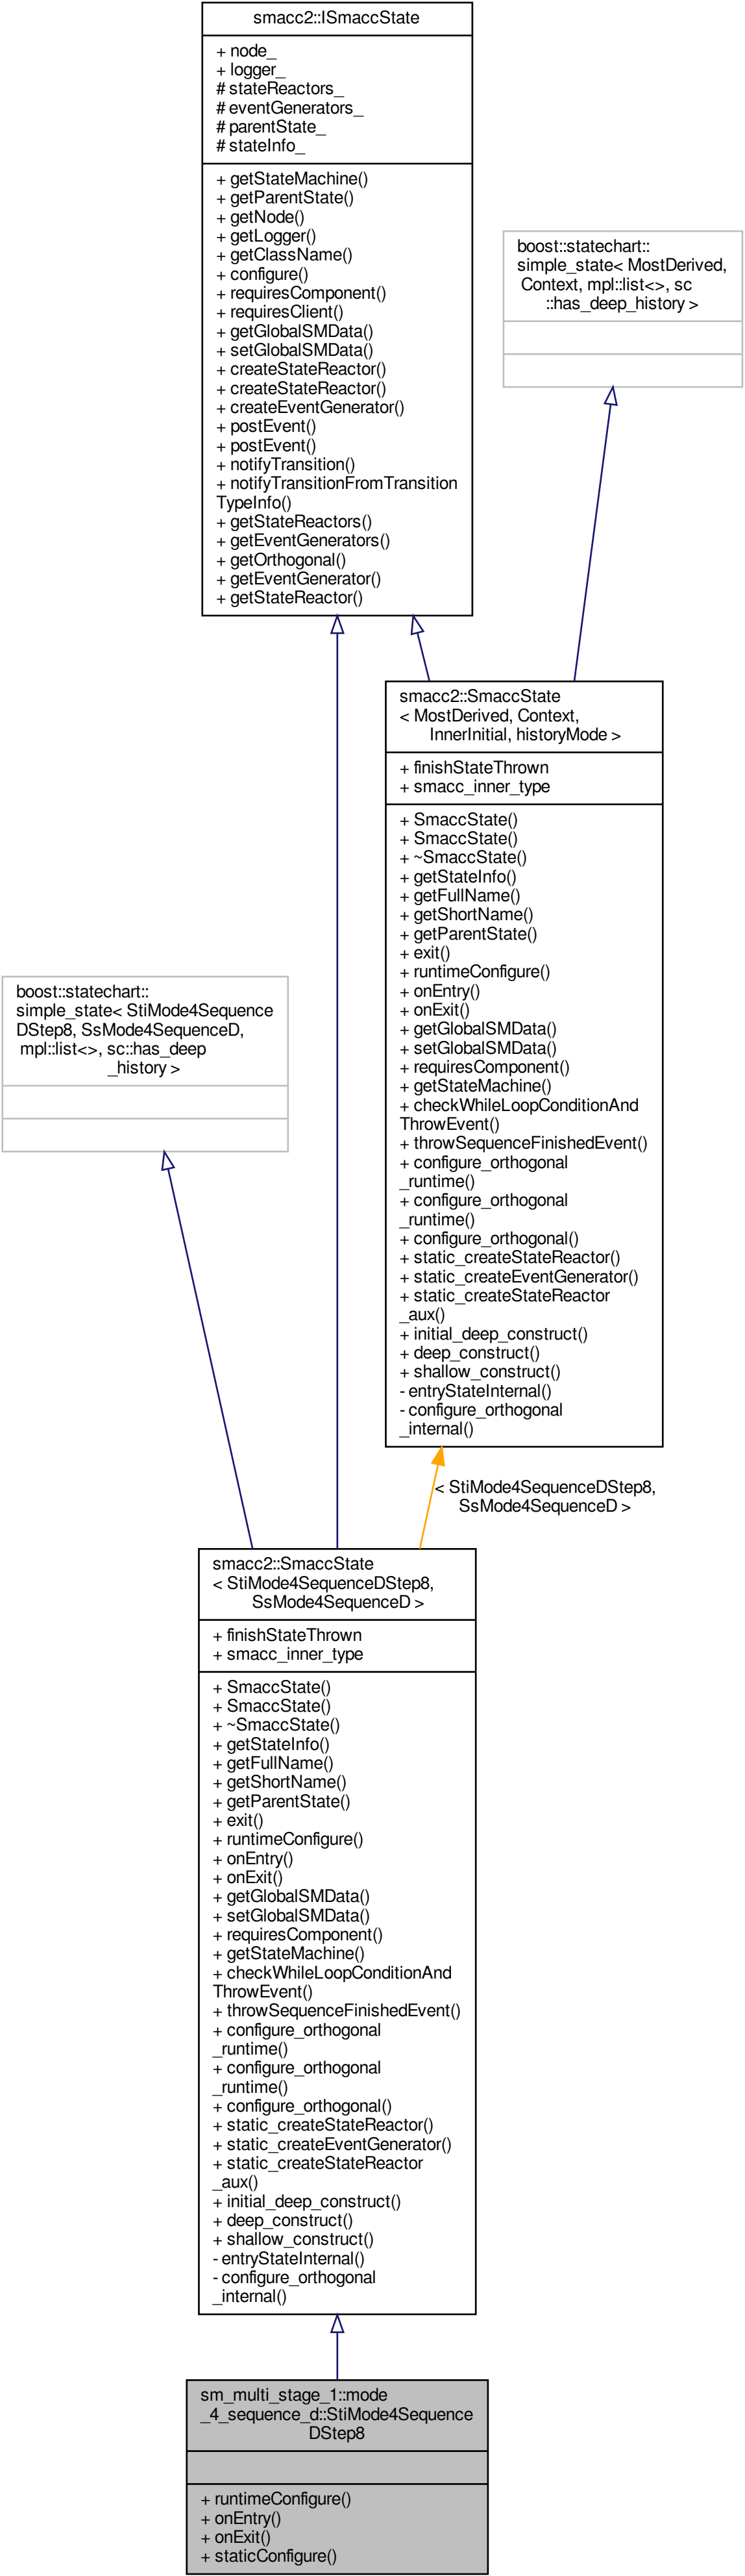 smacc2::ISmaccState
+ node_
+ logger_
# stateReactors_
# eventGenerators_
# parentState_
# stateInfo_
+ getStateMachine()
+ getParentState()
+ getNode()
+ getLogger()
+ getClassName()
+ configure()
+ requiresComponent()
+ requiresClient()
+ getGlobalSMData()
+ setGlobalSMData()
+ createStateReactor()
+ createStateReactor()
+ createEventGenerator()
+ postEvent()
+ postEvent()
+ notifyTransition()
+ notifyTransitionFromTransition
TypeInfo()
+ getStateReactors()
+ getEventGenerators()
+ getOrthogonal()
+ getEventGenerator()
+ getStateReactor()
boost::statechart::
simple_state< MostDerived,
Context, mpl::list<>, sc
::has_deep_history >
smacc2::SmaccState
< MostDerived, Context,
InnerInitial, historyMode >
+ finishStateThrown
+ smacc_inner_type
+ SmaccState()
+ SmaccState()
+ ~SmaccState()
+ getStateInfo()
+ getFullName()
+ getShortName()
+ getParentState()
+ exit()
+ runtimeConfigure()
+ onEntry()
+ onExit()
+ getGlobalSMData()
+ setGlobalSMData()
+ requiresComponent()
+ getStateMachine()
+ checkWhileLoopConditionAnd
ThrowEvent()
+ throwSequenceFinishedEvent()
+ configure_orthogonal
_runtime()
+ configure_orthogonal
_runtime()
+ configure_orthogonal()
+ static_createStateReactor()
+ static_createEventGenerator()
+ static_createStateReactor
_aux()
+ initial_deep_construct()
+ deep_construct()
+ shallow_construct()
- entryStateInternal()
- configure_orthogonal
_internal()
boost::statechart::
simple_state< StiMode4Sequence
DStep8, SsMode4SequenceD,
mpl::list<>, sc::has_deep
_history >
< StiMode4SequenceDStep8,
SsMode4SequenceD >
smacc2::SmaccState
< StiMode4SequenceDStep8,
SsMode4SequenceD >
+ finishStateThrown
+ smacc_inner_type
+ SmaccState()
+ SmaccState()
+ ~SmaccState()
+ getStateInfo()
+ getFullName()
+ getShortName()
+ getParentState()
+ exit()
+ runtimeConfigure()
+ onEntry()
+ onExit()
+ getGlobalSMData()
+ setGlobalSMData()
+ requiresComponent()
+ getStateMachine()
+ checkWhileLoopConditionAnd
ThrowEvent()
+ throwSequenceFinishedEvent()
+ configure_orthogonal
_runtime()
+ configure_orthogonal
_runtime()
+ configure_orthogonal()
+ static_createStateReactor()
+ static_createEventGenerator()
+ static_createStateReactor
_aux()
+ initial_deep_construct()
+ deep_construct()
+ shallow_construct()
- entryStateInternal()
- configure_orthogonal
_internal()
sm_multi_stage_1::mode
_4_sequence_d::StiMode4Sequence
DStep8
+ runtimeConfigure()
+ onEntry()
+ onExit()
+ staticConfigure()